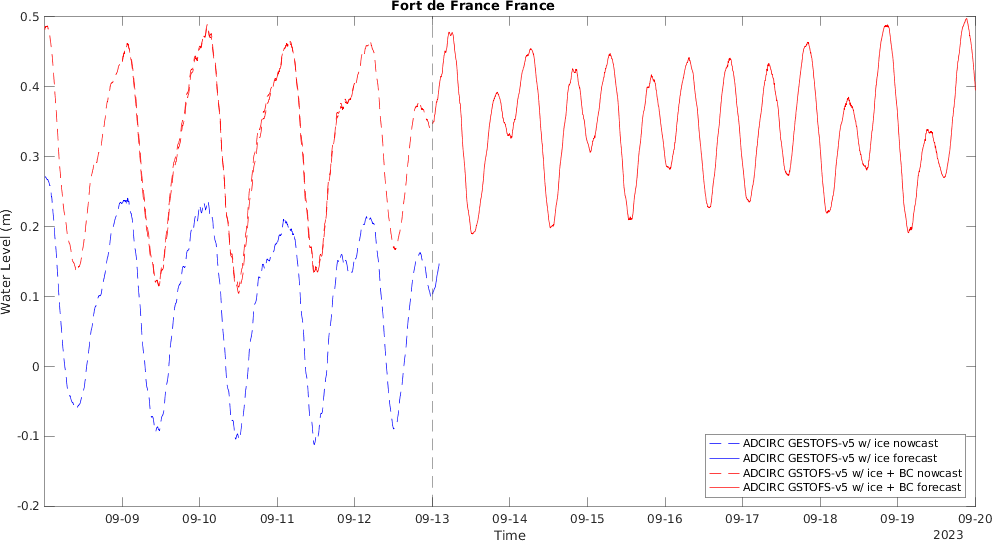 Fort de France France
Water Level (m)
0.5
0.4
0.3
0.2
0.1
0
-0.1
-0.2
09-09 09-10 09-11 09-12 09-13 09-14 09-15 09-16 09-17 09-18 09-19 09-20
Time
2023
ADCIRC GESTOFS-v5 w/ ice nowcast
ADCIRC GESTOFS-v5 w/ ice forecast
ADCIRC GSTOFS-v5 w/ ice + BC nowcast
ADCIRC GSTOFS-v5 w/ ice + BC forecast